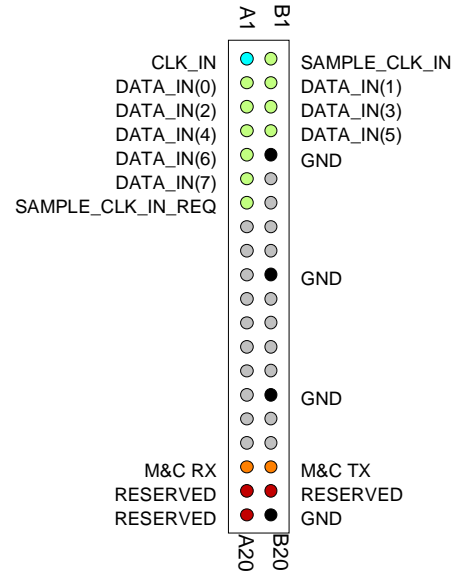 A1 B1
CLK_IN SAMPLE_CLK_IN
DATA_IN(0) DATA_IN(1)
DATA_IN(2) DATA_IN(3)
DATA_IN(4) DATA_IN(5)
DATA_IN(6) GND
DATA_IN(7)
SAMPLE_CLK_IN_REQ
GND
GND
M&C RX M&C TX
RESERVED RESERVED
RESERVED GND
A20 B20